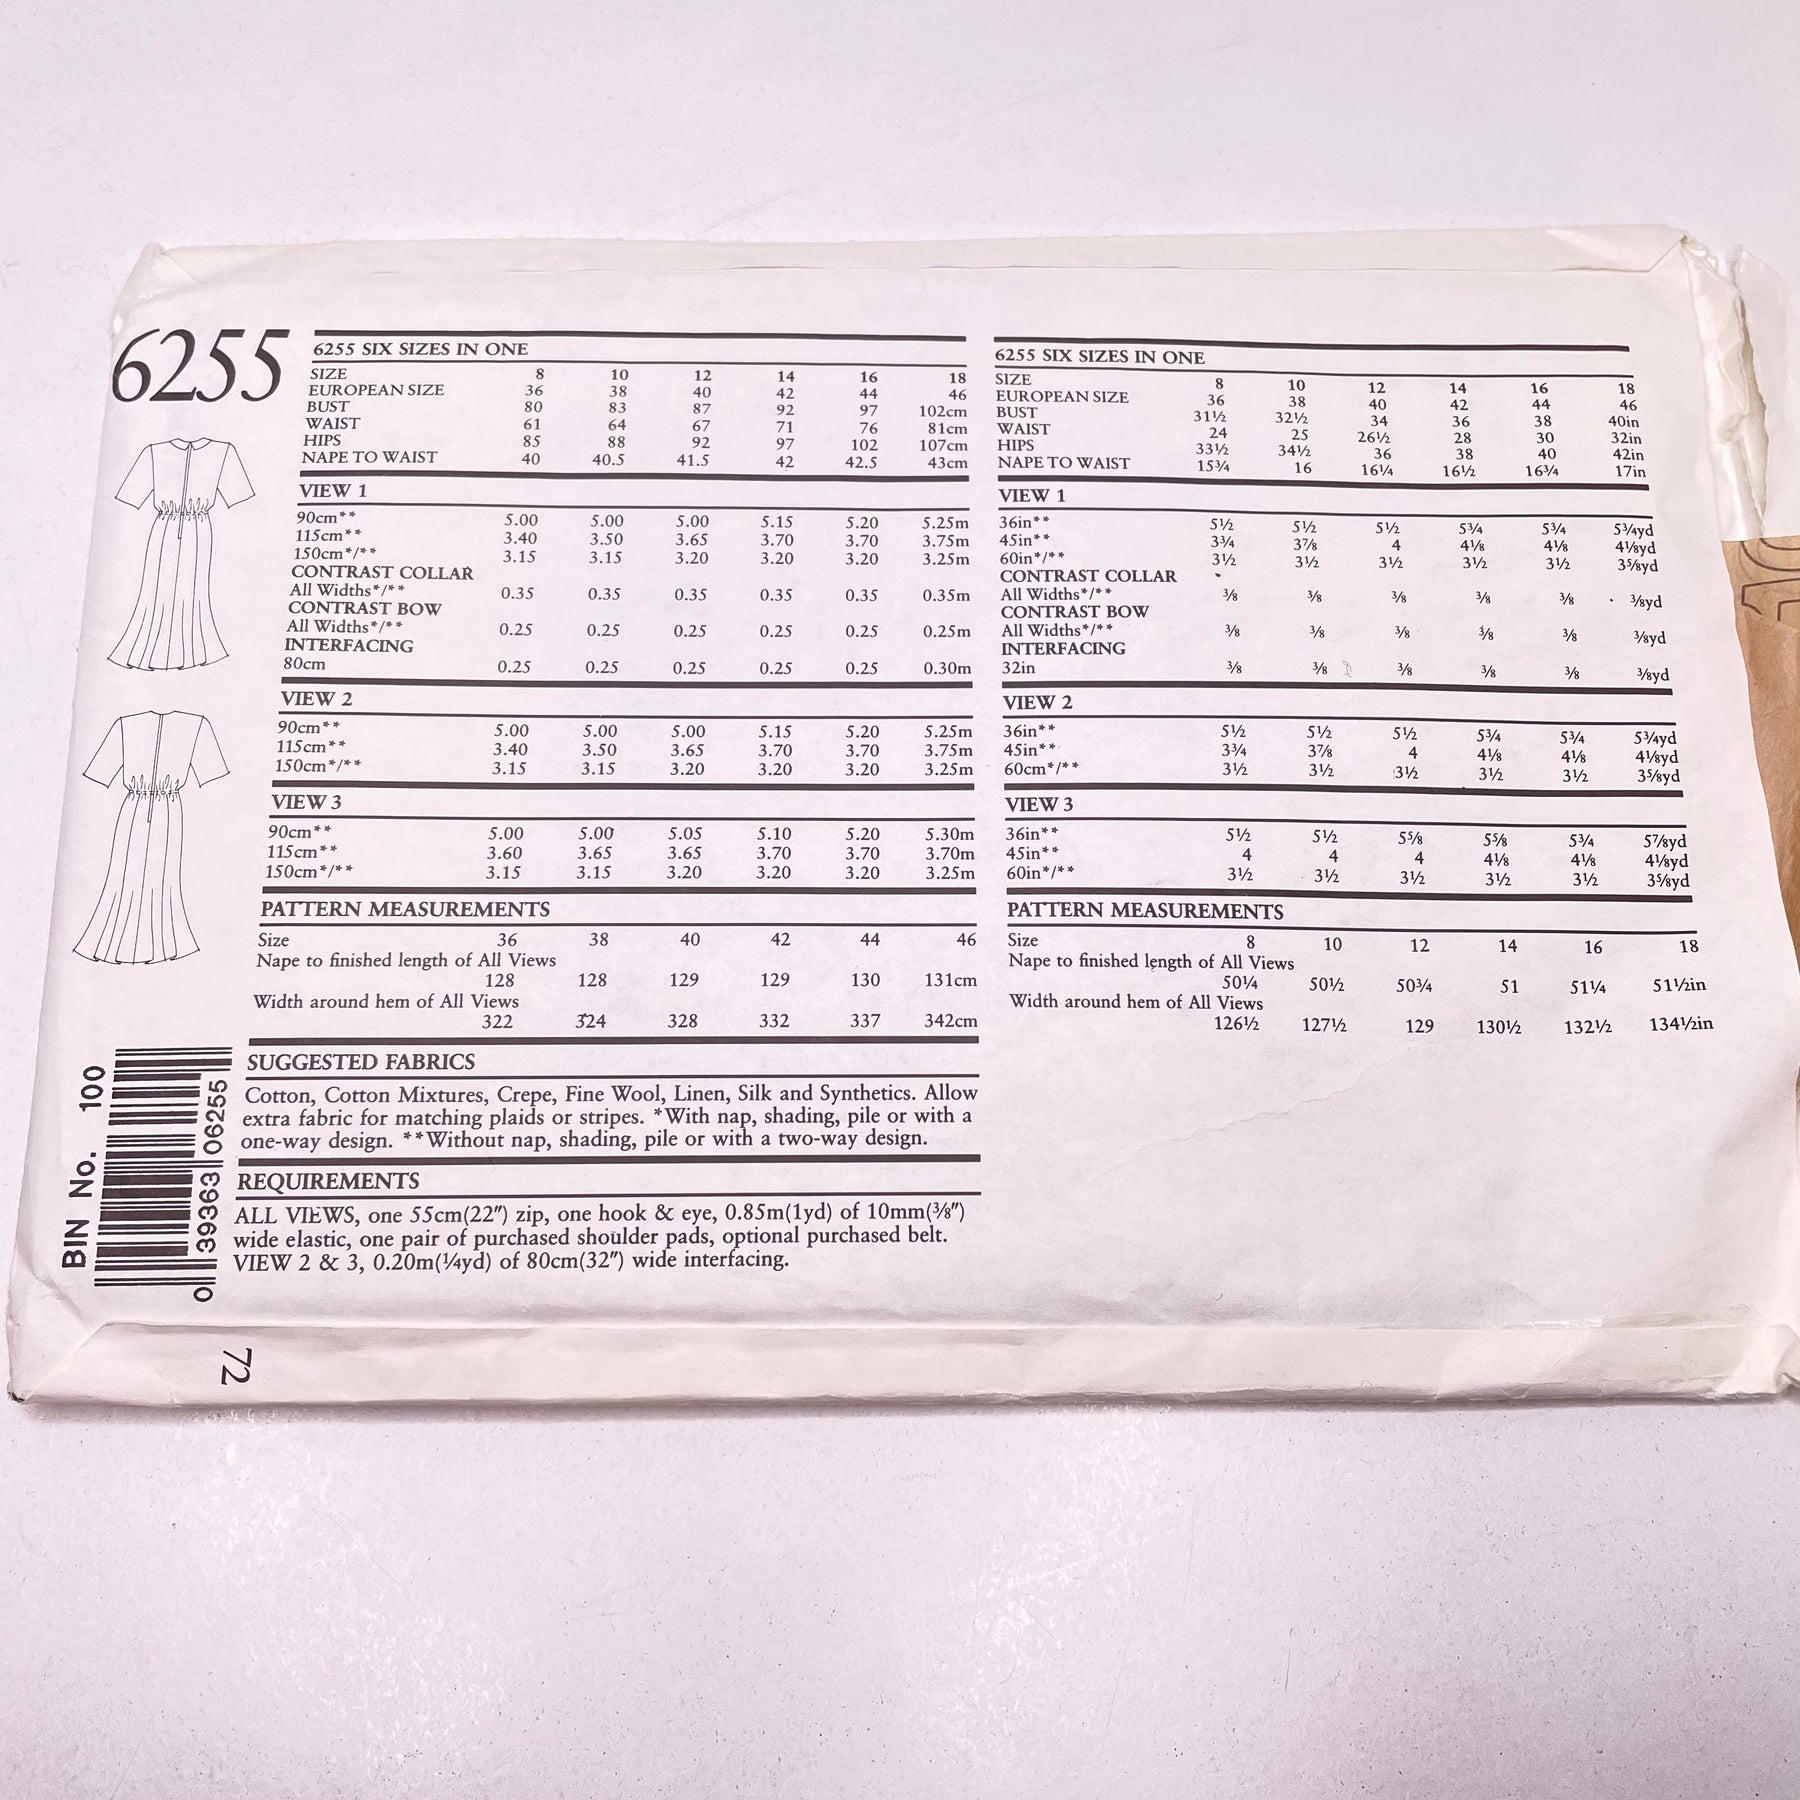 6255
6255 SIX SIZES IN ONE
SIZE 8 10 12 14 16 18
EUROPEAN SIZE 36 38 40 42 44 46
BUST 80 83 87 92 97 102cm
WAIST 61 64 67 71 76 81cm
HIPS 85 88 92 97 102 107cm
NAPE TO WAIST 40 40.5 41.5 42 42.5 43cm
VIEW 1
90cm** 5.00 5.00 5.00 5.15 5.20 5.25m
115cm** 3.40 3.50 3.65 3.70 3.70 3.75m
150cm*/** 3.15 3.15 3.20 3.20 3.20 3.25m
CONTRAST COLLAR
All Widths*/** 0.35 0.35 0.35 0.35 0.35 0.35m
CONTRAST BOW
All Widths*/** 0.25 0.25 0.25 0.25 0.25 0.25m
INTERFACING
80cm 0.25 0.25 0.25 0.25 0.25 0.30m
VIEW 2
90cm** 5.00 5.00 5.00 5.15 5.20 5.25m
115cm** 3.40 3.50 3.65 3.70 3.70 3.75m
150cm*/** 3.15 3.15 3.20 3.20 3.20 3.25m
VIEW 3
90cm** 5.00 5.00 5.05 5.10 5.20 5.30m
115cm** 3.60 3.65 3.65 3.70 3.70 3.70m
150cm*/** 3.15 3.15 3.20 3.20 3.20 3.25m
PATTERN MEASUREMENTS
Size 36 38 40 42 44 46
Nape to finished length of All Views
128 128 129 129 130 131cm
Width around hem of All Views
322 324 328 332 337 342cm
SUGGESTED FABRICS
Cotton, Cotton Mixtures, Crepe, Fine Wool, Linen, Silk and Synthetics. Allow
extra fabric for matching plaids or stripes. *With nap, shading, pile or with a
one-way design. **Without nap, shading, pile or with a two-way design.
REQUIREMENTS
ALL VIEWS, one 55cm(22") zip, one hook & eye, 0.85m(1yd) of 10mm(⅜")
wide elastic, one pair of purchased shoulder pads, optional purchased belt.
VIEW 2 & 3, 0.20m(¼yd) of 80cm(32") wide interfacing.
6255 SIX SIZES IN ONE
SIZE 8 10 12 14 16 18
EUROPEAN SIZE 36 38 40 42 44 46
BUST 31½ 32½ 34 36 38 40in
WAIST 24 25 26½ 28 30 32in
HIPS 33½ 34½ 36 38 40 42in
NAPE TO WAIST 15¾ 16 16¼ 16½ 16¾ 17in
VIEW 1
36in** 5½ 5½ 5½ 5¾ 5¾ 5¾yd
45in** 3¾ 3⅞ 4 4⅛ 4⅛ 4⅛yd
60in*/** 3½ 3½ 3½ 3½ 3½ 3⅝yd
CONTRAST COLLAR
All Widths*/** ⅜ ⅜ ⅜ ⅜ ⅜ ⅜yd
CONTRAST BOW
All Widths*/** ⅜ ⅜ ⅜ ⅜ ⅜ ⅜yd
INTERFACING
32in ⅜ ⅜ ⅜ ⅜ ⅜ ⅜yd
VIEW 2
36in** 5½ 5½ 5½ 5¾ 5¾ 5¾yd
45in** 3¾ 3⅞ 4 4⅛ 4⅛ 4⅛yd
60cm*/** 3½ 3½ 3½ 3½ 3½ 3⅝yd
VIEW 3
36in** 5½ 5½ 5⅝ 5⅝ 5¾ 5⅞yd
45in** 4 4 4 4⅛ 4⅛ 4⅛yd
60in*/** 3½ 3½ 3½ 3½ 3½ 3⅝yd
PATTERN MEASUREMENTS
Size 8 10 12 14 16 18
Nape to finished length of All Views
50¼ 50½ 50¾ 51 51¼ 51½in
Width around hem of All Views
126½ 127½ 129 130½ 132½ 134½in
BIN No. 100
0 39363 06255
72